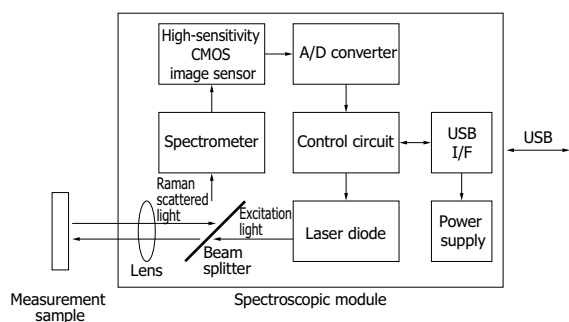 High-sensitivity
CMOS
image sensor
A/D converter
Spectrometer
Control circuit
USB
I/F
USB
Raman
scattered
light
Excitation
light
Laser diode
Power
supply
Lens
Beam
splitter
Measurement
sample
Spectroscopic module